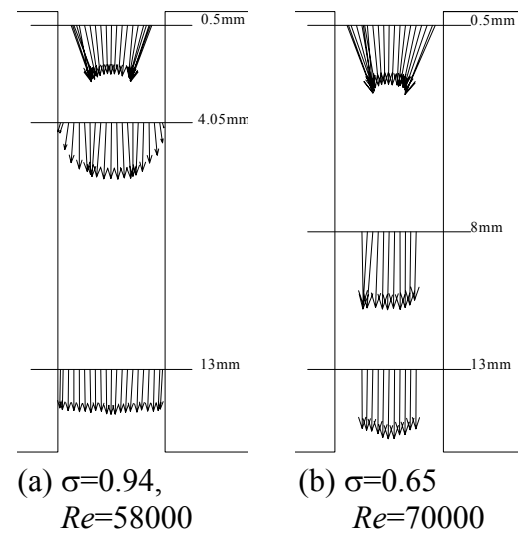 0.5mm
4.05mm
13mm
0.5mm
8mm
13mm
(a) σ=0.94,
Re=58000
(b) σ=0.65
Re=70000